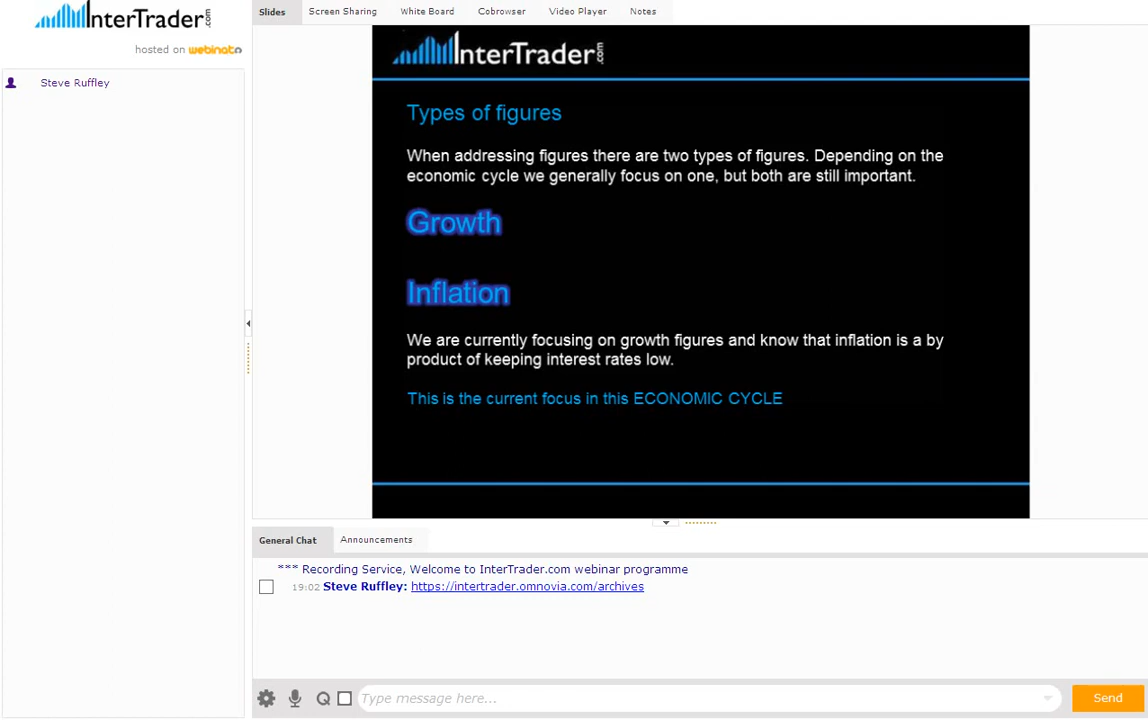 InterTrader.com
hosted on webinato
Steve Ruffley
Slides Screen Sharing White Board Cobrowser Video Player Notes
InterTrader.com
Types of figures
When addressing figures there are two types of figures. Depending on the
economic cycle we generally focus on one, but both are still important.
Growth
Inflation
We are currently focusing on growth figures and know that inflation is a by
product of keeping interest rates low.
This is the current focus in this ECONOMIC CYCLE
General Chat Announcements
*** Recording Service, Welcome to InterTrader.com webinar programme
19:02 Steve Ruffley: https://intertrader.omnovia.com/archives
Q Type message here... Send